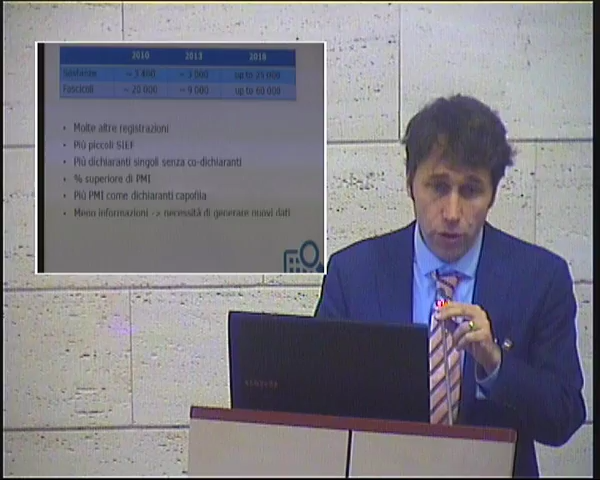 2010 2013 2018
Sostanze ~ 3 400 ~ 3 000 up to 25 000
Fascicoli ~ 20 000 ~ 9 000 up to 60 000
• Molte altre registrazioni
• Più piccoli SIEF
• Più dichiaranti singoli senza co-dichiaranti
• % superiore di PMI
• Più PMI come dichiaranti capofila
• Meno informazioni -> necessità di generare nuovi dati
lenovo